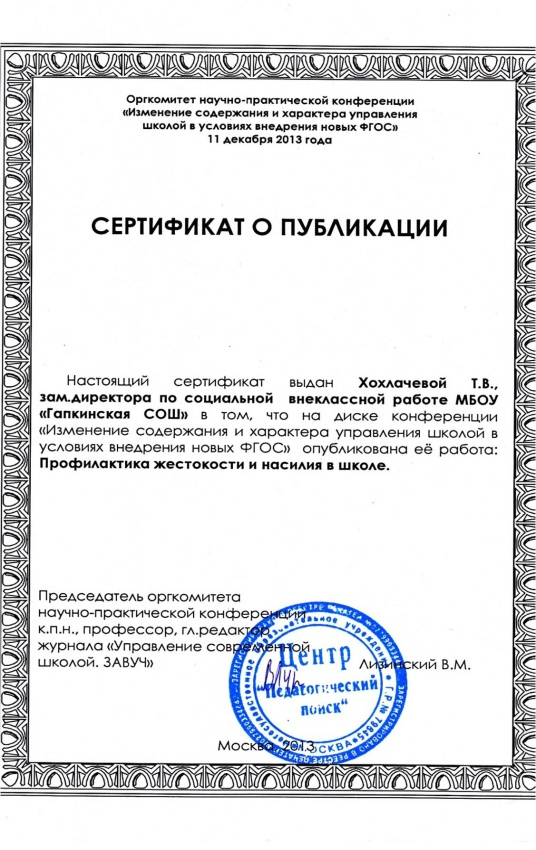 Оргкомитет научно-практической конференции
«Изменение содержания и характера управления
школой в условиях внедрения новых ФГОС»
11 декабря 2013 года
СЕРТИФИКАТ О ПУБЛИКАЦИИ
Настоящий сертификат выдан Хохлачевой Т.В.,
зам.директора по социальной внеклассной работе МБОУ
«Гапкинская СОШ» в том, что на диске конференции
«Изменение содержания и характера управления школой в
условиях внедрения новых ФГОС» опубликована её работа:
Профилактика жестокости и насилия в школе.
Председатель оргкомитета
научно-практической конференции
к.п.н., профессор, гл.редактор
журнала «Управление современной
школой. ЗАВУЧ» Лизинский В.М.
Центр
"Педагогический
поиск"
Москва, 2013